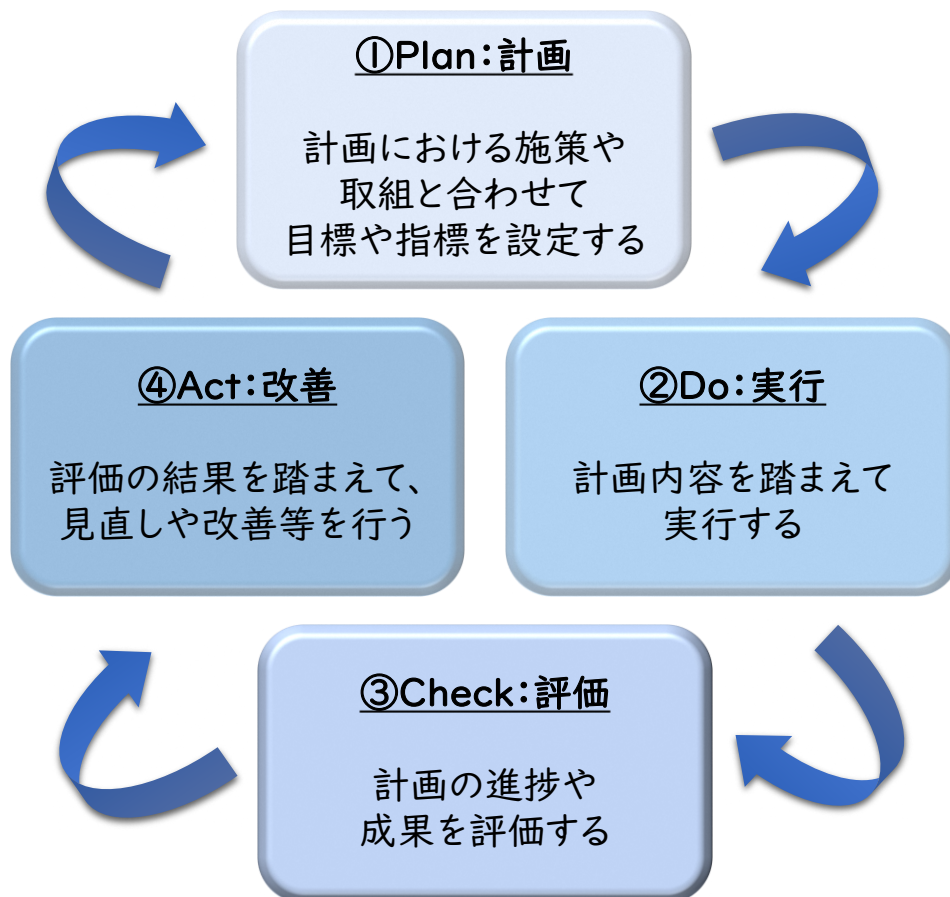 ①Plan：計画
計画における施策や
取組と合わせて
目標や指標を設定する
②Do：実行
計画内容を踏まえて
実行する
③Check：評価
計画の進捗や
成果を評価する
④Act：改善
評価の結果を踏まえて、
見直しや改善等を行う